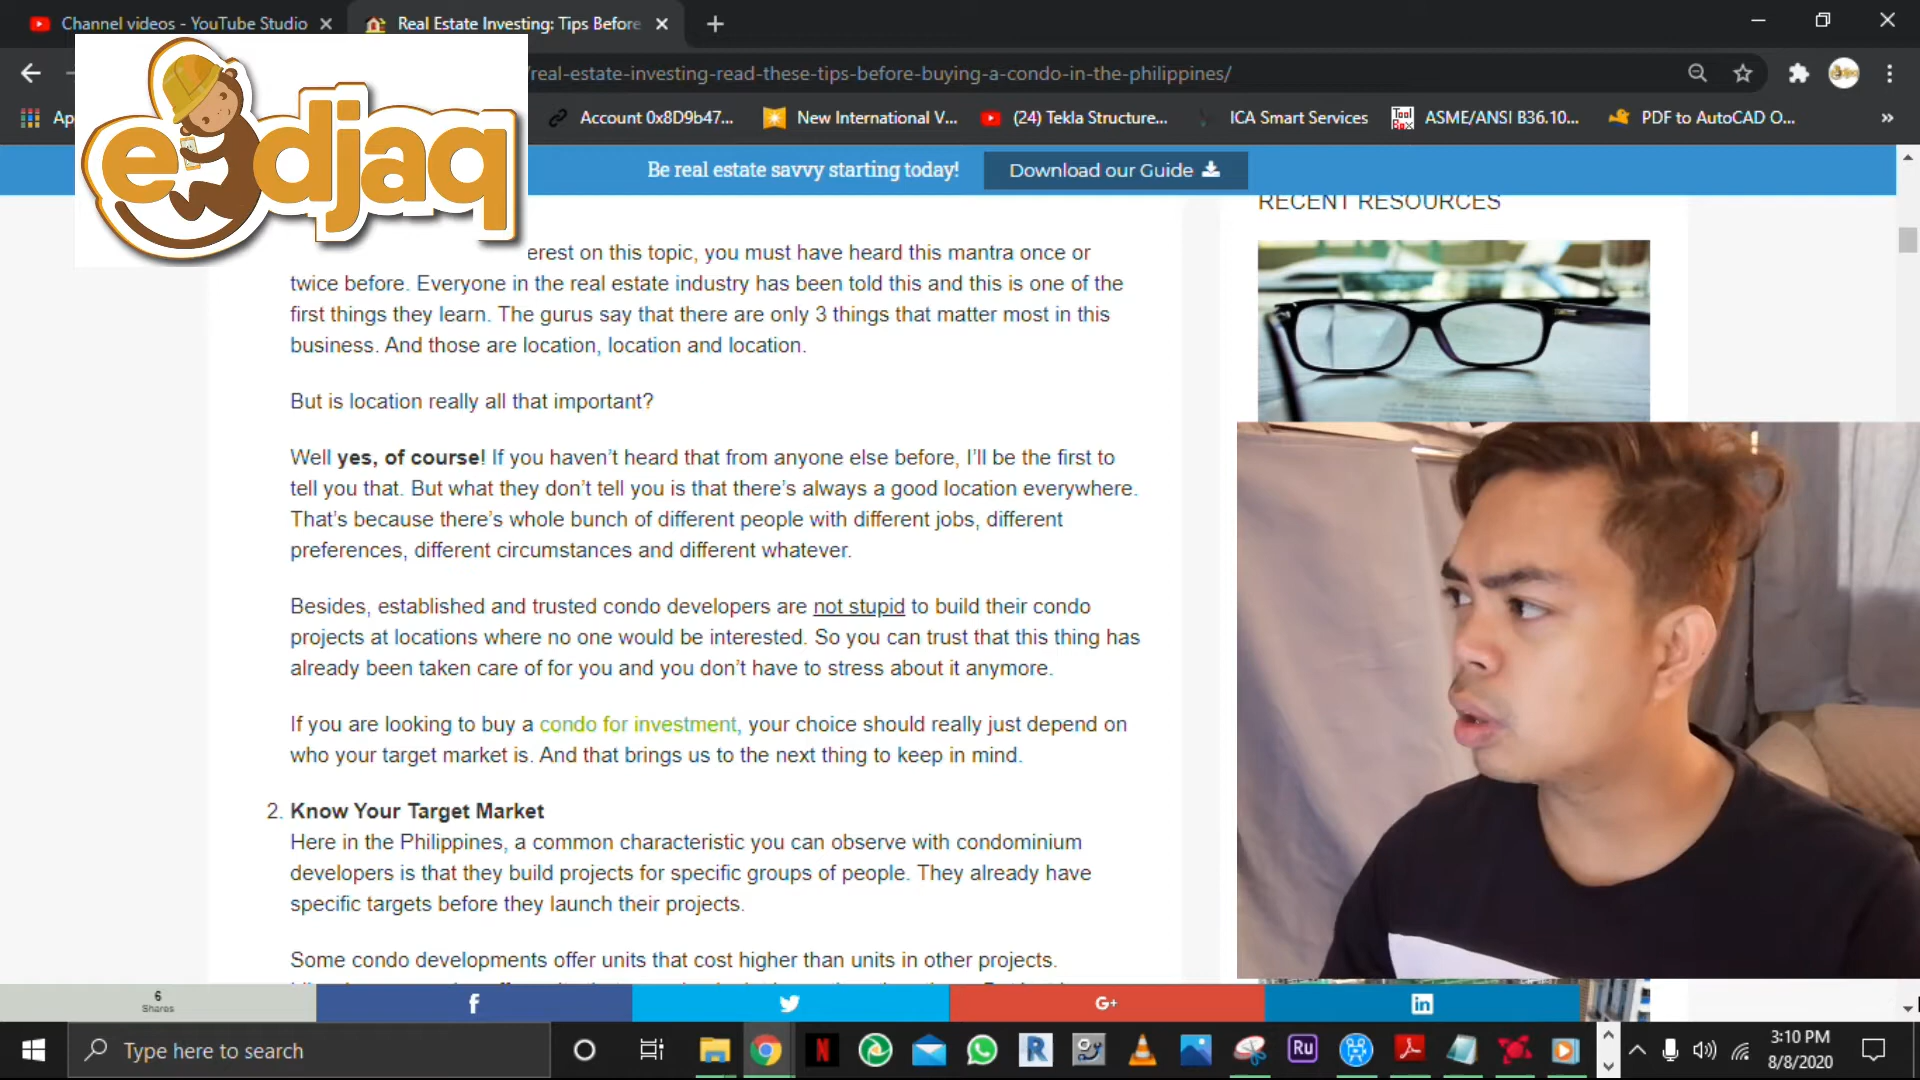 Channel videos - YouTube Studio
Real Estate Investing: Tips Before
/real-estate-investing-read-these-tips-before-buying-a-condo-in-the-philippines/
Account 0x8D9b47...
New International V...
(24) Tekla Structure...
ICA Smart Services
Tool Box
ASME/ANSI B36.10...
PDF to AutoCAD O...
»
edjaq
Be real estate savvy starting today!
Download our Guide
RECENT RESOURCES
erest on this topic, you must have heard this mantra once or
twice before. Everyone in the real estate industry has been told this and this is one of the
first things they learn. The gurus say that there are only 3 things that matter most in this
business. And those are location, location and location.
But is location really all that important?
Well yes, of course! If you haven’t heard that from anyone else before, I’ll be the first to
tell you that. But what they don’t tell you is that there’s always a good location everywhere.
That’s because there’s whole bunch of different people with different jobs, different
preferences, different circumstances and different whatever.
Besides, established and trusted condo developers are not stupid to build their condo
projects at locations where no one would be interested. So you can trust that this thing has
already been taken care of for you and you don’t have to stress about it anymore.
If you are looking to buy a condo for investment, your choice should really just depend on
who your target market is. And that brings us to the next thing to keep in mind.
2. Know Your Target Market
Here in the Philippines, a common characteristic you can observe with condominium
developers is that they build projects for specific groups of people. They already have
specific targets before they launch their projects.
Some condo developments offer units that cost higher than units in other projects.
6
Shares
f
G+
in
Type here to search
N
R
Ru
3:10 PM
8/8/2020